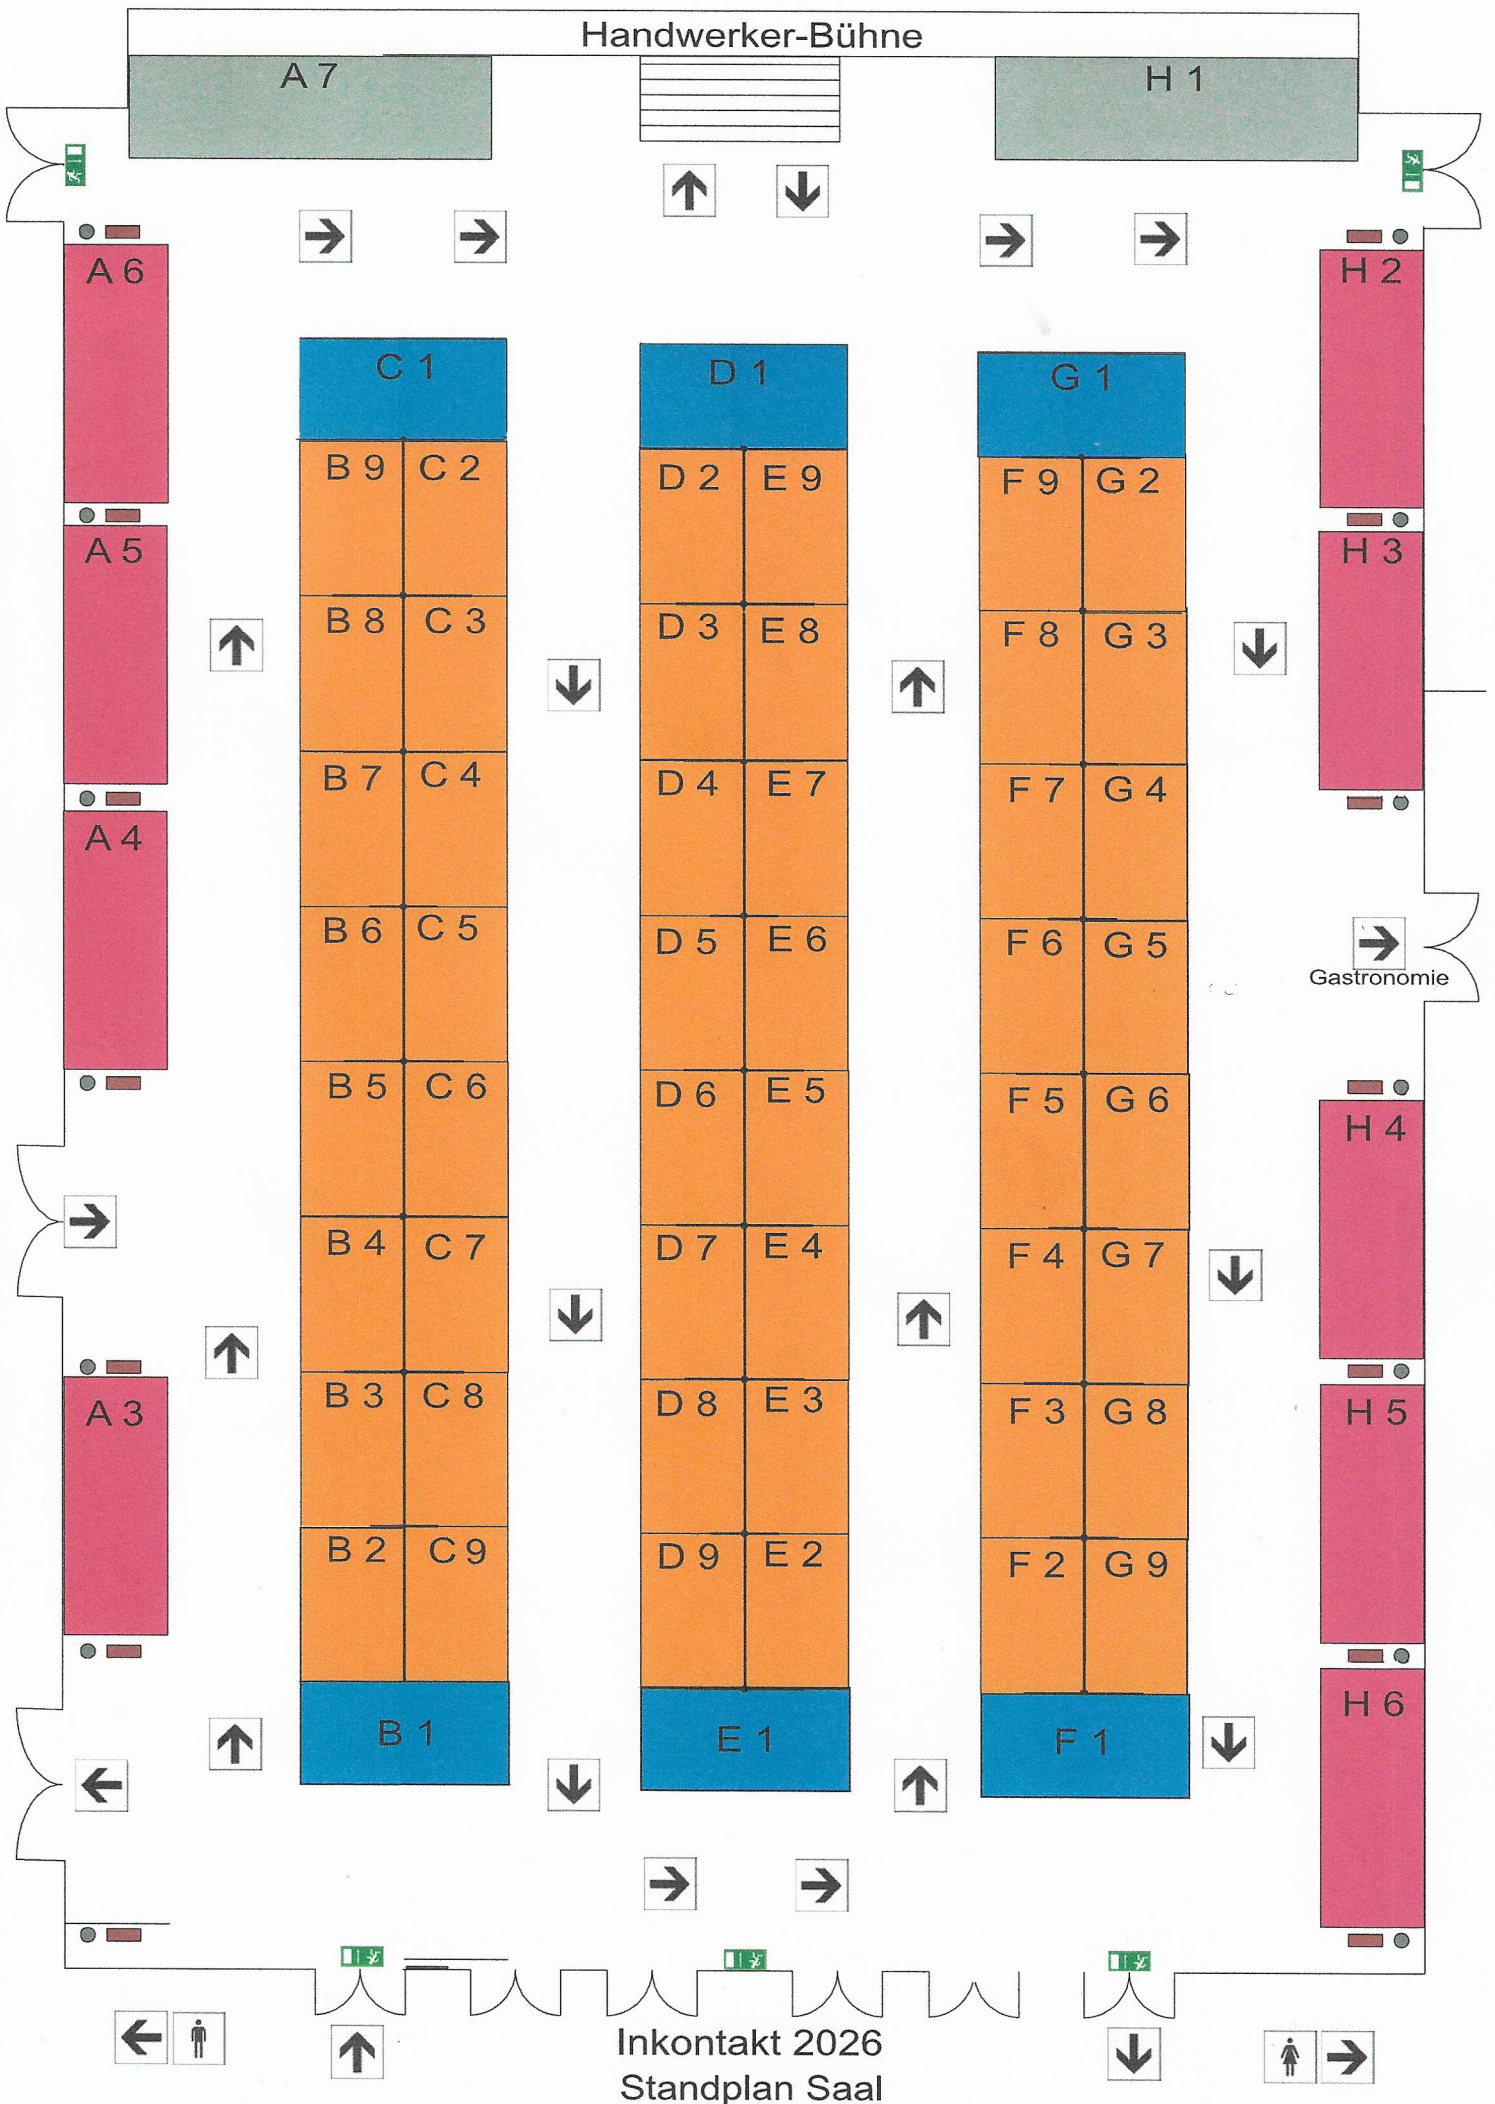 Handwerker-Bühne
A 7
H 1
A 6
H 2
C 1
D 1
G 1
B 9 C 2
D 2 E 9
F 9 G 2
A 5
H 3
B 8 C 3
D 3 E 8
F 8 G 3
B 7 C 4
D 4 E 7
F 7 G 4
A 4
B 6 C 5
D 5 E 6
F 6 G 5
Gastronomie
B 5 C 6
D 6 E 5
F 5 G 6
H 4
B 4 C 7
D 7 E 4
F 4 G 7
A 3
B 3 C 8
D 8 E 3
F 3 G 8
H 5
B 2 C 9
D 9 E 2
F 2 G 9
H 6
B 1
E 1
F 1
Inkontakt 2026
Standplan Saal